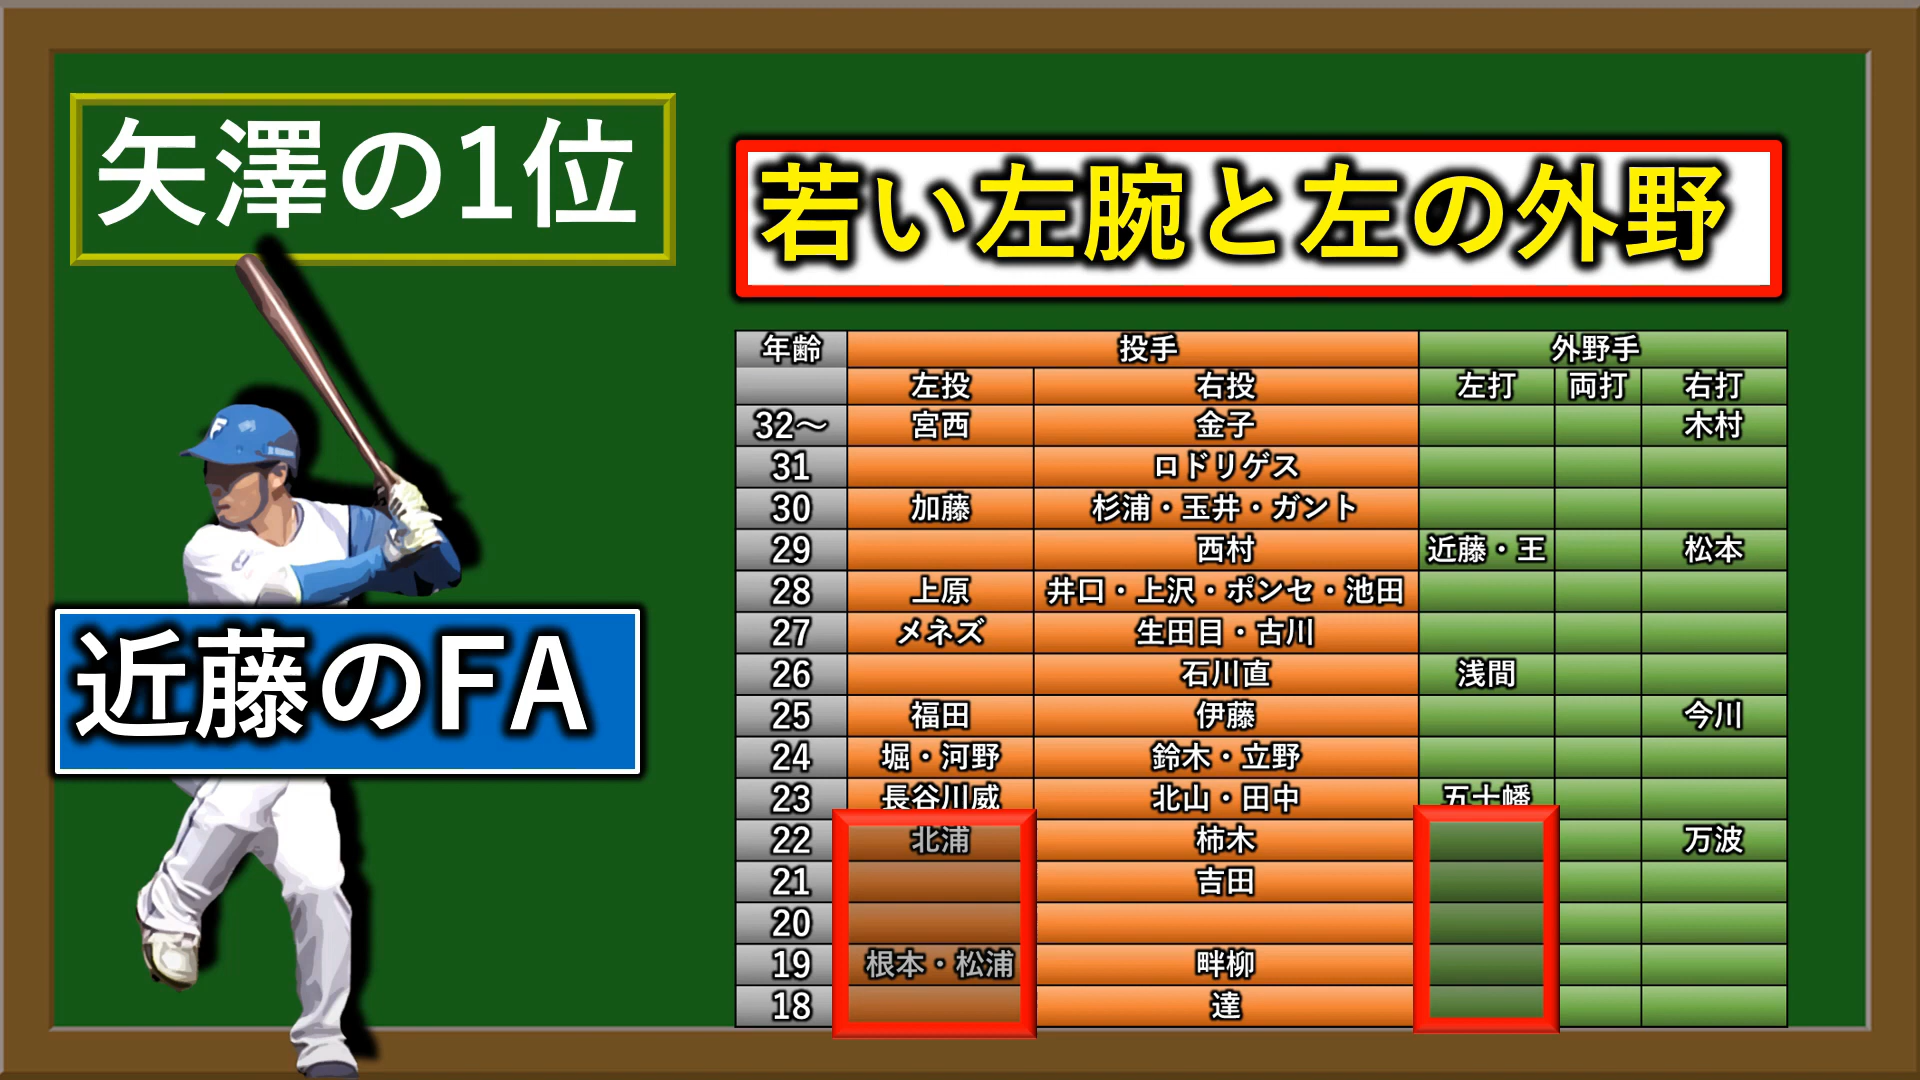 矢澤の1位
若い左腕と左の外野
近藤のFA
年齢 投手 外野手
左投 右投 左打 両打 右打
32～ 宮西 金子 木村
31 ロドリゲス
30 加藤 杉浦・玉井・ガント
29 西村 近藤・王 松本
28 上原 井口・上沢・ポンセ・池田
27 メネズ 生田目・古川
26 石川直 浅間
25 福田 伊藤 今川
24 堀・河野 鈴木・立野
23 長谷川威 北山・田中 五十幡
22 北浦 柿木 万波
21 吉田
20
19 根本・松浦 畔柳
18 達
F